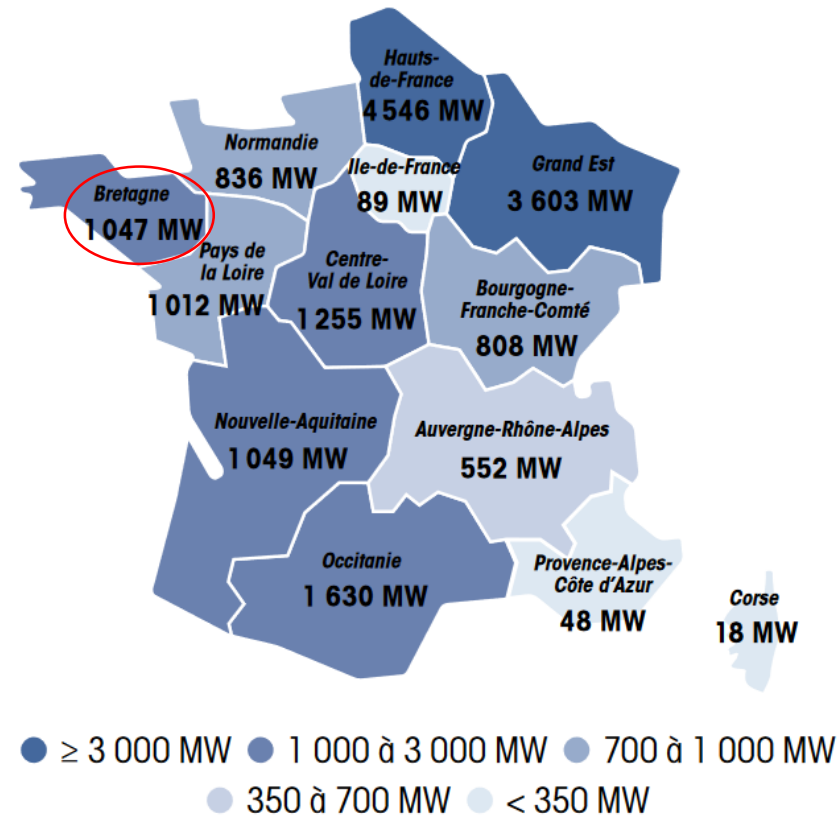 Hauts-
de-France
4 546 MW
Normandie
836 MW
Ile-de-France
89 MW
Grand Est
3 603 MW
Bretagne
1 047 MW
Pays de
la Loire
1 012 MW
Centre-
Val de Loire
1 255 MW
Bourgogne-
Franche-Comté
808 MW
Nouvelle-Aquitaine
1 049 MW
Auvergne-Rhône-Alpes
552 MW
Occitanie
1 630 MW
Provence-Alpes-
Côte d'Azur
48 MW
Corse
18 MW
≥ 3 000 MW 1 000 à 3 000 MW 700 à 1 000 MW
350 à 700 MW < 350 MW